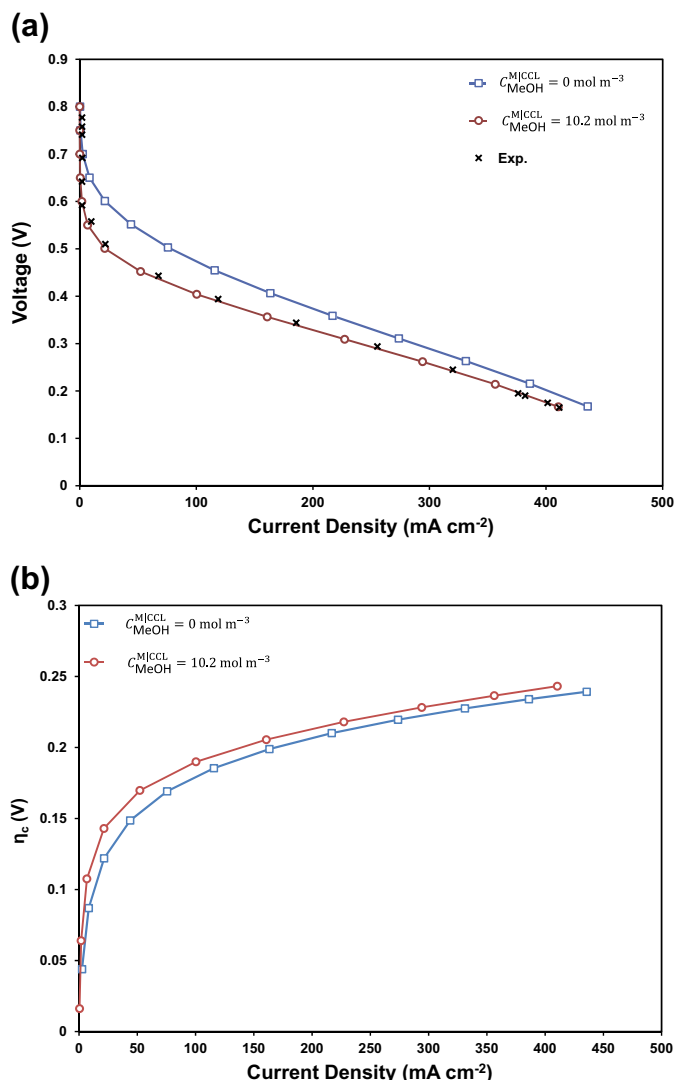 (a)
0.9
0.8
0.7
0.6
0.5
0.4
0.3
0.2
0.1
0
Voltage (V)
C_MeOH^M|CCL = 0 mol m⁻³
C_MeOH^M|CCL = 10.2 mol m⁻³
Exp.
0 100 200 300 400 500
Current Density (mA cm⁻²)
(b)
0.3
0.25
0.2
0.15
0.1
0.05
0
η_c (V)
C_MeOH^M|CCL = 0 mol m⁻³
C_MeOH^M|CCL = 10.2 mol m⁻³
0 50 100 150 200 250 300 350 400 450 500
Current Density (mA cm⁻²)